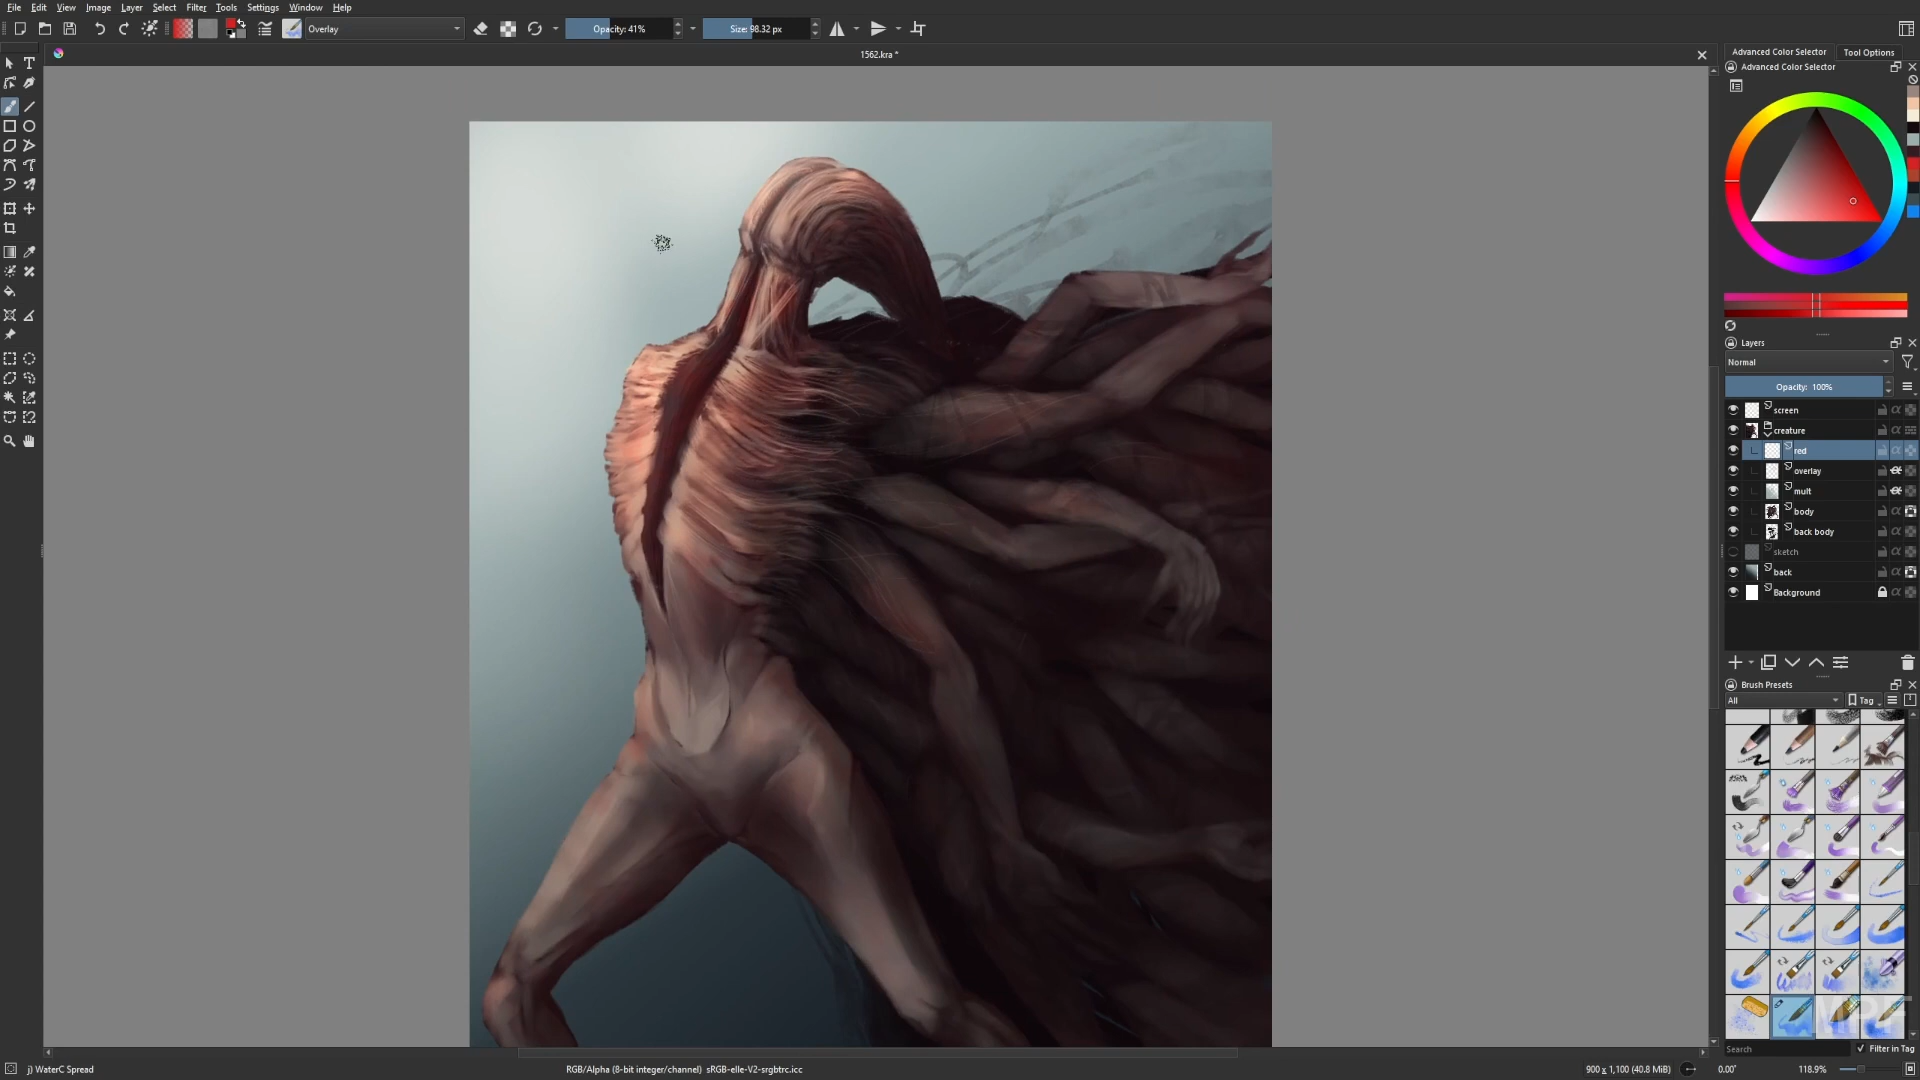 File Edit View Image Layer Select Filter Tools Settings Window Help
Overlay
Opacity: 41%
Size: 98.32 px
1562.kra *
Advanced Color Selector
Tool Options
Advanced Color Selector
Layers
Normal
Opacity: 100%
screen
creature
red
overlay
mult
body
back body
sketch
back
Background
Brush Presets
All
Tag
Search
Filter in Tag
j) WaterC Spread
RGB/Alpha (8-bit integer/channel) sRGB-elle-V2-srgbtrc.icc
900 x 1,100 (40.8 MiB)
0.00°
118.9%